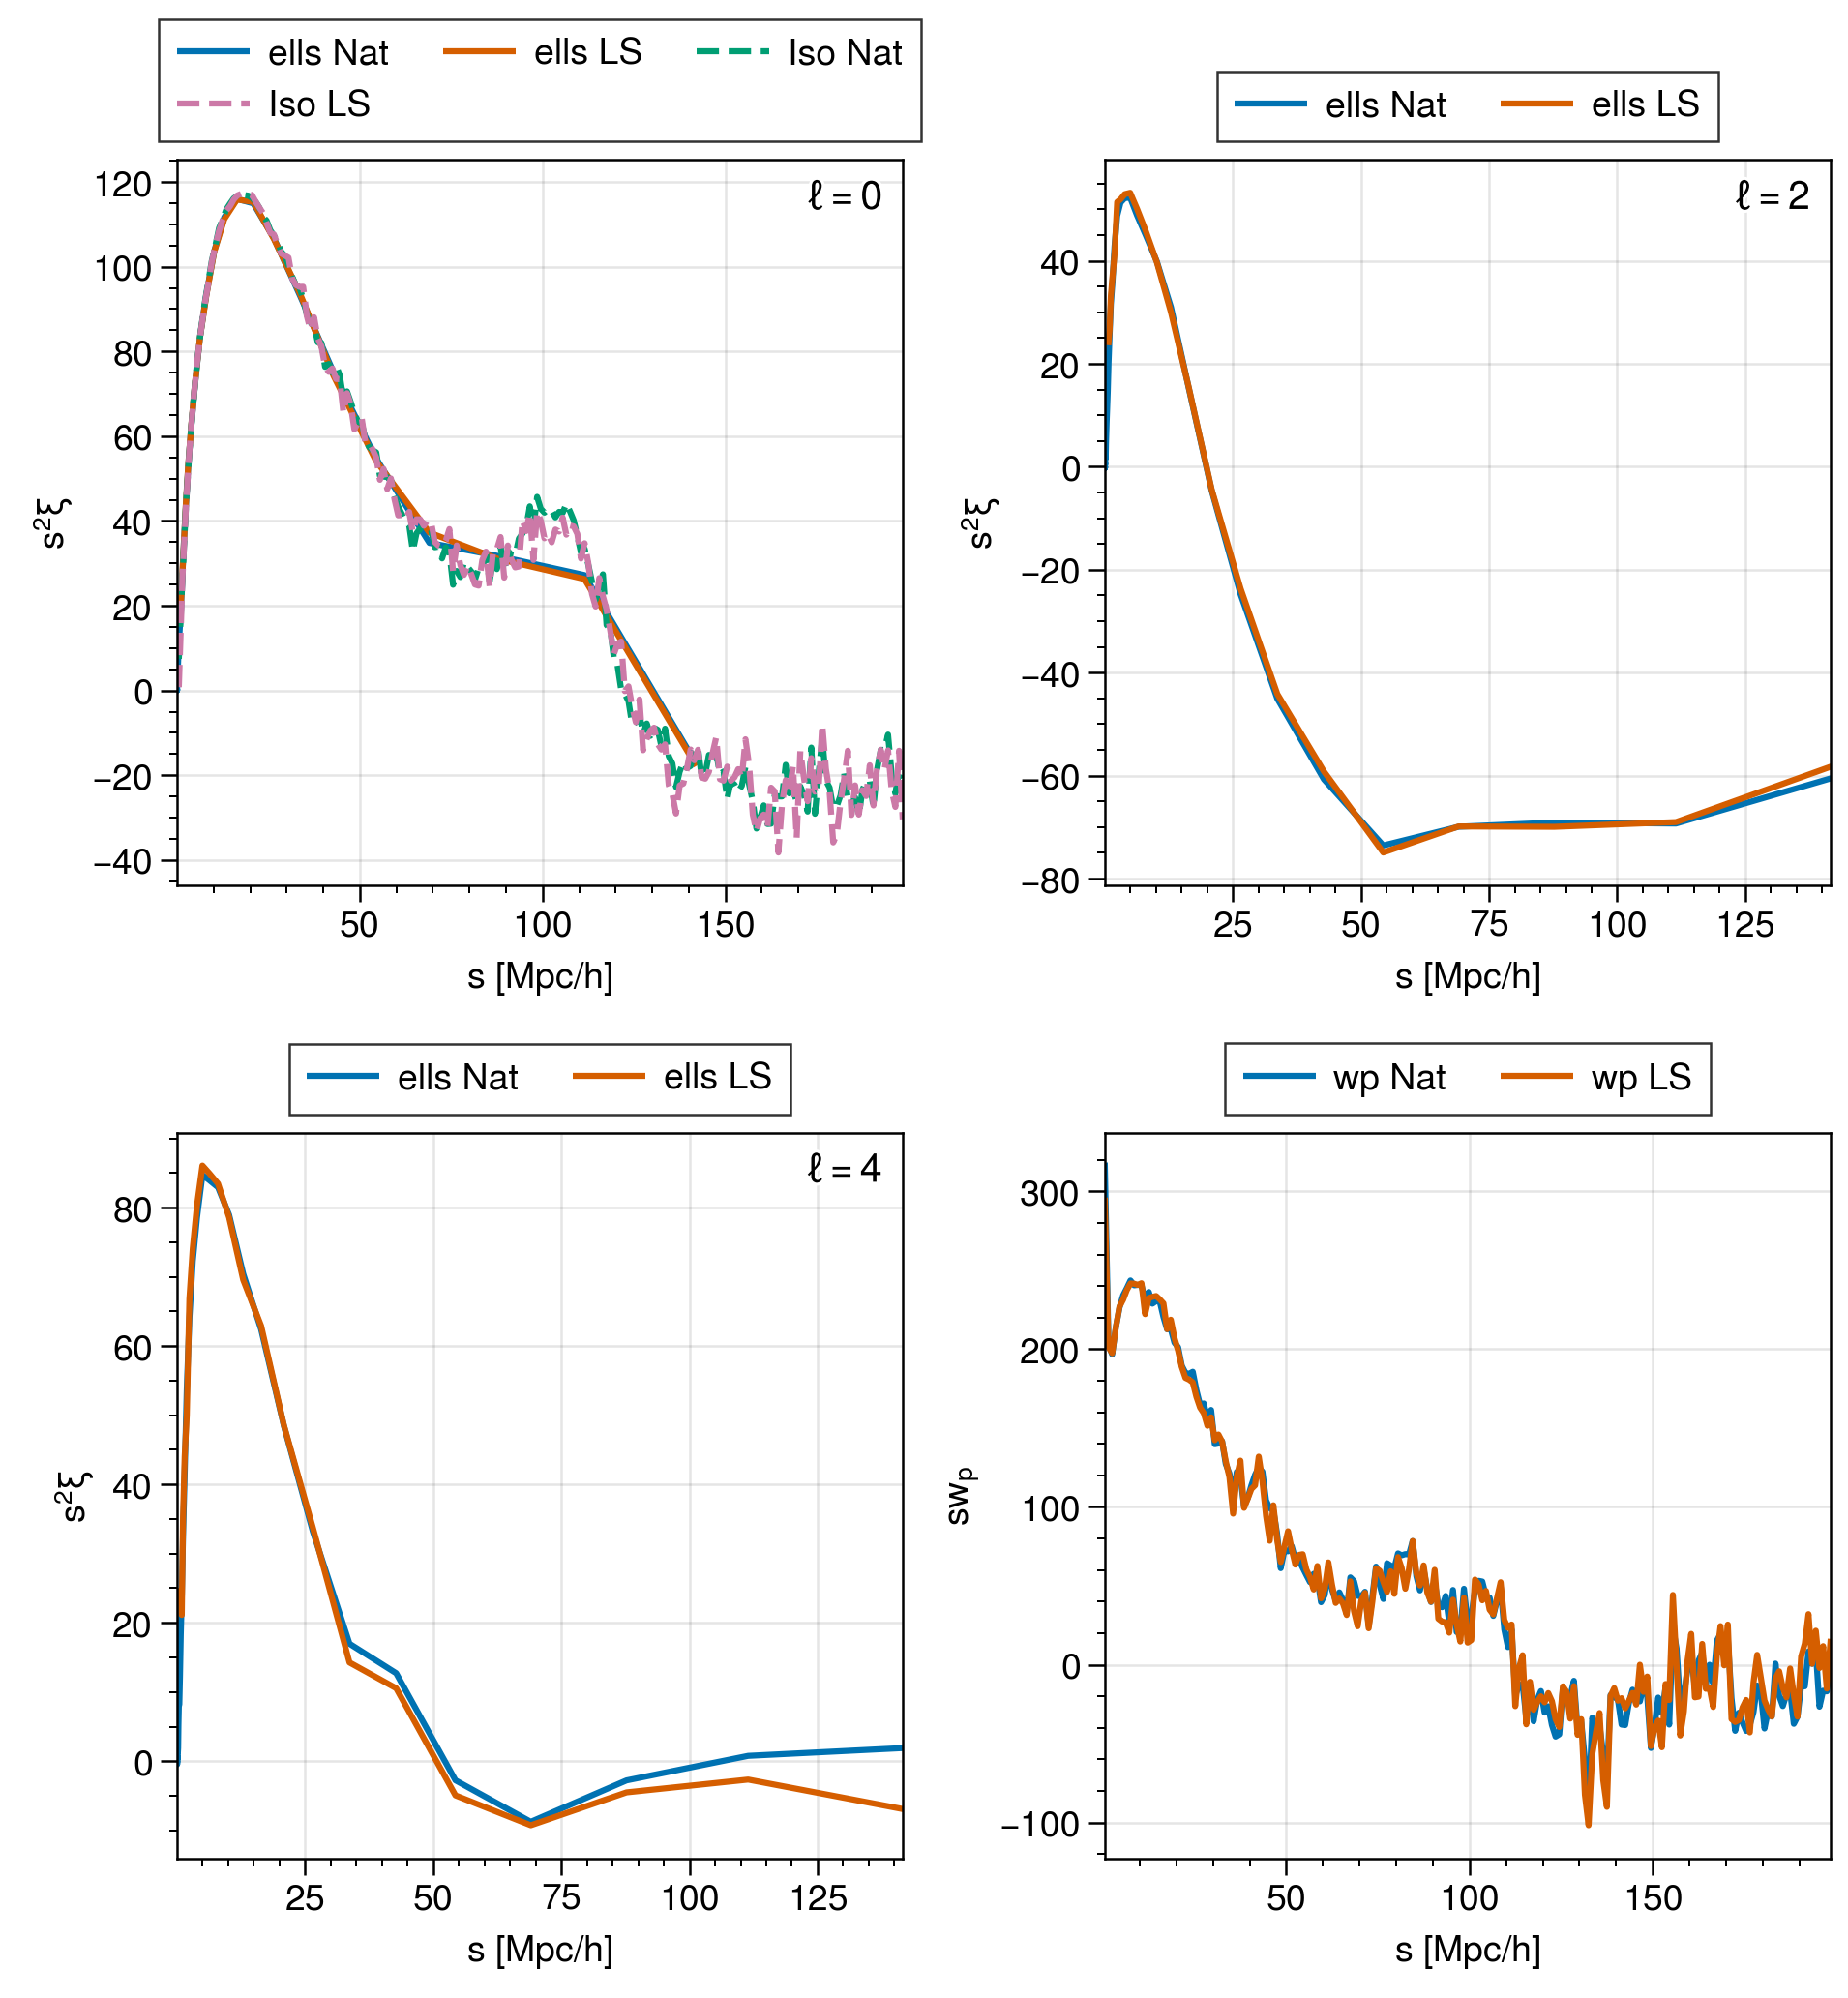 ells Nat ells LS Iso Nat
Iso LS
ells Nat ells LS
ℓ = 0
120
100
80
60
40
20
0
−20
−40
s²ξ
50 100 150
s [Mpc/h]
ℓ = 2
40
20
0
−20
−40
−60
−80
s²ξ
25 50 75 100 125
s [Mpc/h]
ells Nat ells LS
ℓ = 4
80
60
40
20
0
s²ξ
25 50 75 100 125
s [Mpc/h]
wp Nat wp LS
300
200
100
0
−100
swₚ
50 100 150
s [Mpc/h]